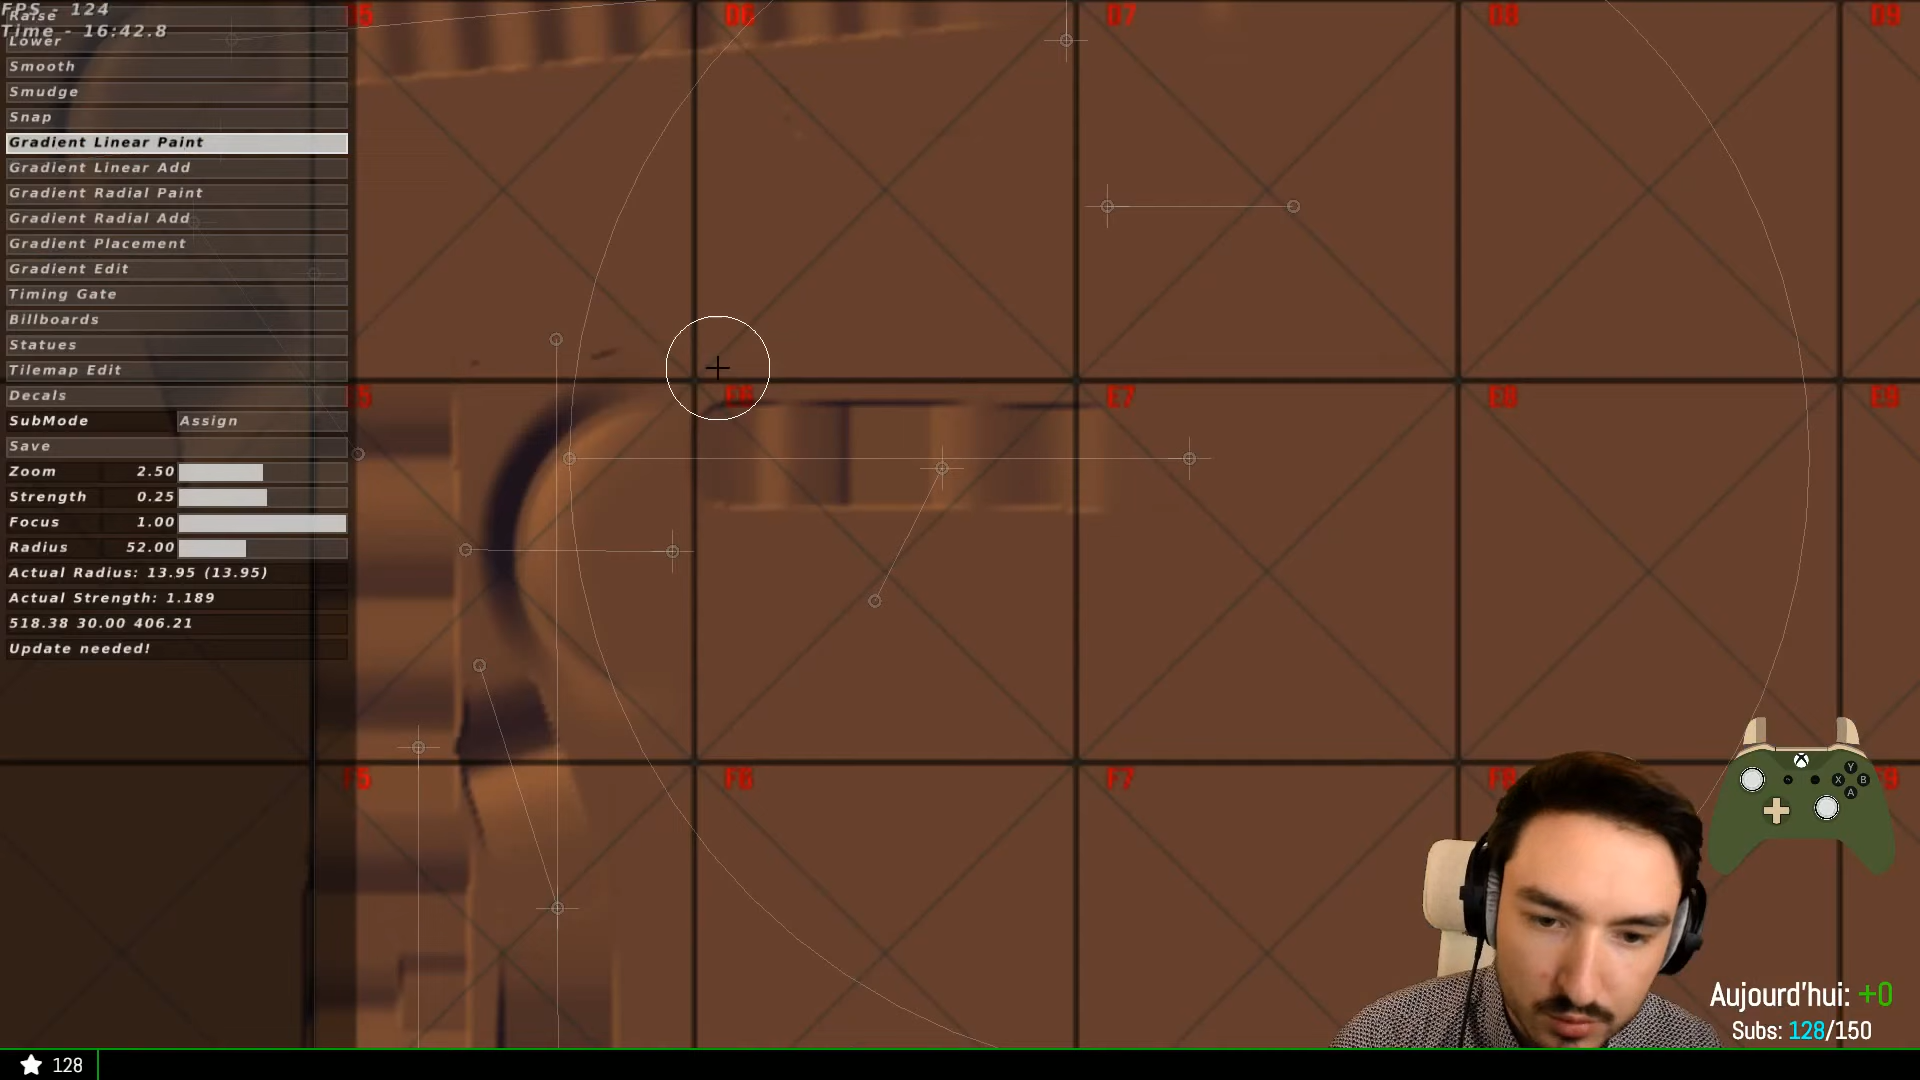 FPS - 124
Raise
Time - 16:42.8
Lower
Smooth
Smudge
Snap
Gradient Linear Paint
Gradient Linear Add
Gradient Radial Paint
Gradient Radial Add
Gradient Placement
Gradient Edit
Timing Gate
Billboards
Statues
Tilemap Edit
Decals
SubMode Assign
Save
Zoom 2.50
Strength 0.25
Focus 1.00
Radius 52.00
Actual Radius: 13.95 (13.95)
Actual Strength: 1.189
518.38 30.00 406.21
Update needed!
D5 D6 D7 D8 D9
E5 E6 E7 E8 E9
F5 F6 F7 F8
Y
X B
A
Aujourd'hui: +0
Subs: 128/150
128